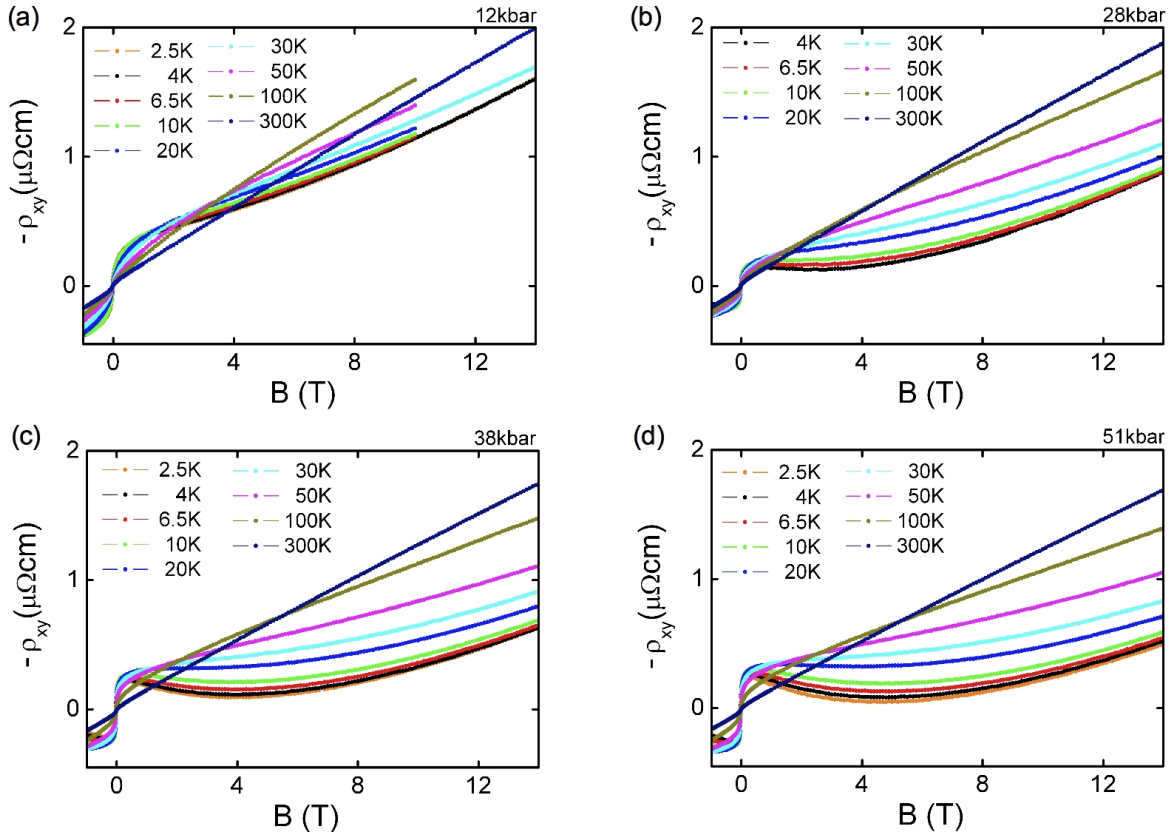 (a)
12kbar
2.5K
4K
6.5K
10K
20K
30K
50K
100K
300K
2
1
0
- ρxy(μΩcm)
0
4
8
12
B (T)
(b)
28kbar
4K
6.5K
10K
20K
30K
50K
100K
300K
2
1
0
- ρxy(μΩcm)
0
4
8
12
B (T)
(c)
38kbar
2.5K
4K
6.5K
10K
20K
30K
50K
100K
300K
2
1
0
- ρxy(μΩcm)
0
4
8
12
B (T)
(d)
51kbar
2.5K
4K
6.5K
10K
20K
30K
50K
100K
300K
2
1
0
- ρxy(μΩcm)
0
4
8
12
B (T)